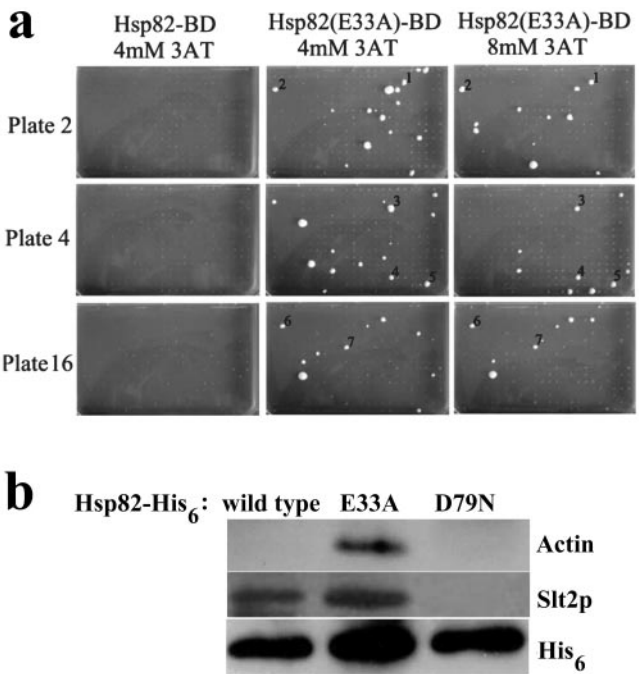 a
Hsp82-BD Hsp82(E33A)-BD Hsp82(E33A)-BD
4mM 3AT 4mM 3AT 8mM 3AT
Plate 2
2 1 2 1
Plate 4
3 3
4 5 4 5
Plate 16
6 6
7 7
b
Hsp82-His6: wild type E33A D79N
Actin
Slt2p
His6